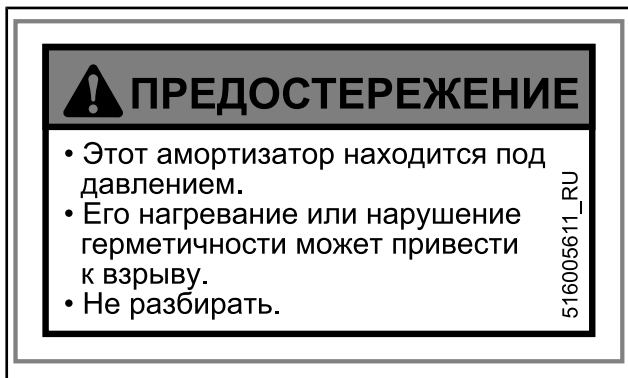 ПРЕДОСТЕРЕЖЕНИЕ
• Этот амортизатор находится под
давлением.
• Его нагревание или нарушение
герметичности может привести
к взрыву.
• Не разбирать.
516005611_RU